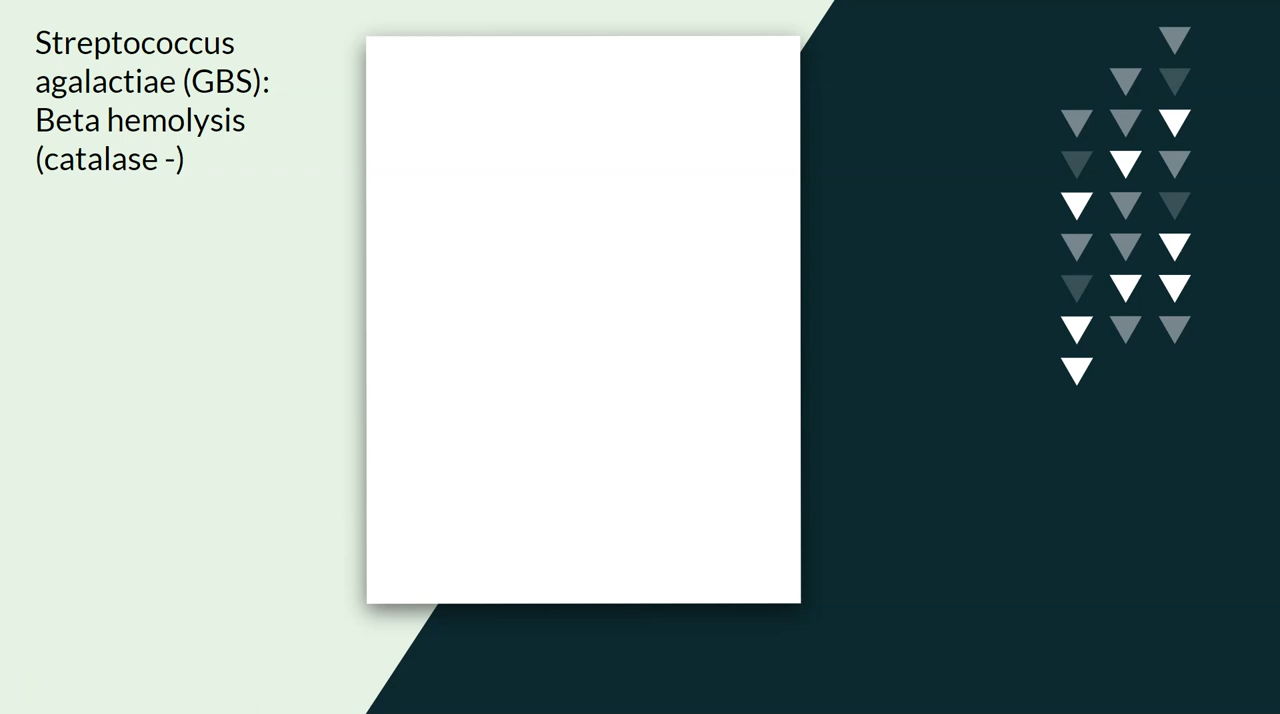 Streptococcus
agalactiae (GBS):
Beta hemolysis
(catalase -)